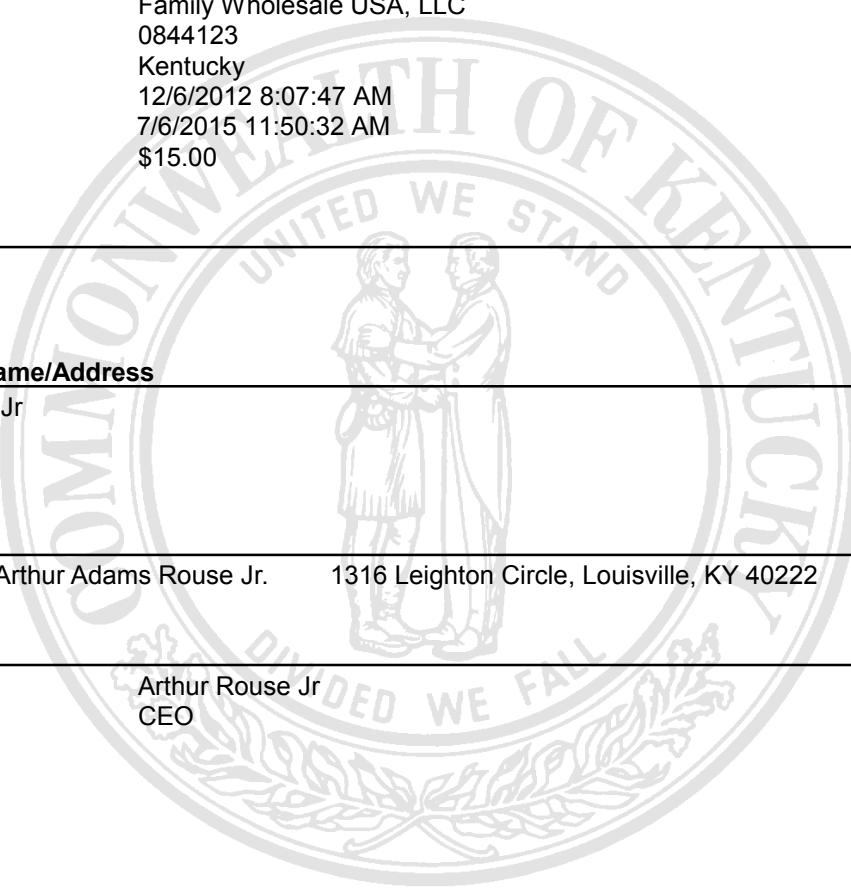 Family Wholesale USA, LLC
0844123
Kentucky
12/6/2012 8:07:47 AM
7/6/2015 11:50:32 AM
$15.00
COMMONWEALTH OF KENTUCKY
UNITED WE STAND
ame/Address
Jr
Arthur Adams Rouse Jr. 1316 Leighton Circle, Louisville, KY 40222
DIVIDED WE FALL
Arthur Rouse Jr
CEO